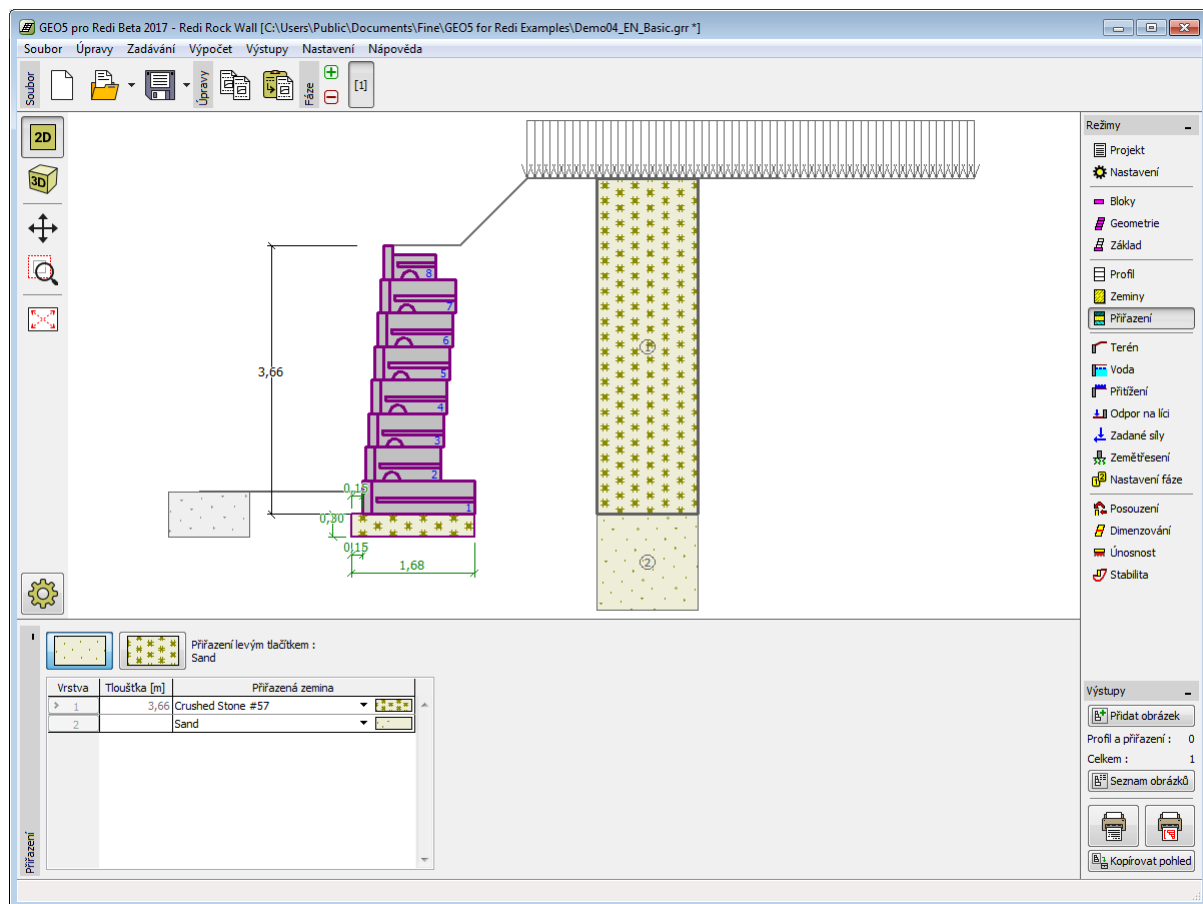 GEO5 pro Redi Beta 2017 - Redi Rock Wall [C:\Users\Public\Documents\Fine\GEO5 for Redi Examples\Demo04_EN_Basic.grr *]
Soubor Úpravy Zadávání Výpočet Výstupy Nastavení Nápověda
Soubor
Úpravy
Fáze
[1]
2D
3D
3,66
8
7
6
5
4
3
2
1
0,15
0,30
0,15
1,68
1
2
Režimy
Projekt
Nastavení
Bloky
Geometrie
Základ
Profil
Zeminy
Přiřazení
Terén
Voda
Přitížení
Odpor na líci
Zadané síly
Zemětřesení
Nastavení fáze
Posouzení
Dimenzování
Únosnost
Stabilita
Výstupy
Přidat obrázek
Profil a přiřazení : 0
Celkem : 1
Seznam obrázků
Kopírovat pohled
Přiřazení
Přiřazení levým tlačítkem :
Sand
Vrstva Tloušťka [m] Přiřazená zemina
1 3,66 Crushed Stone #57
2 Sand